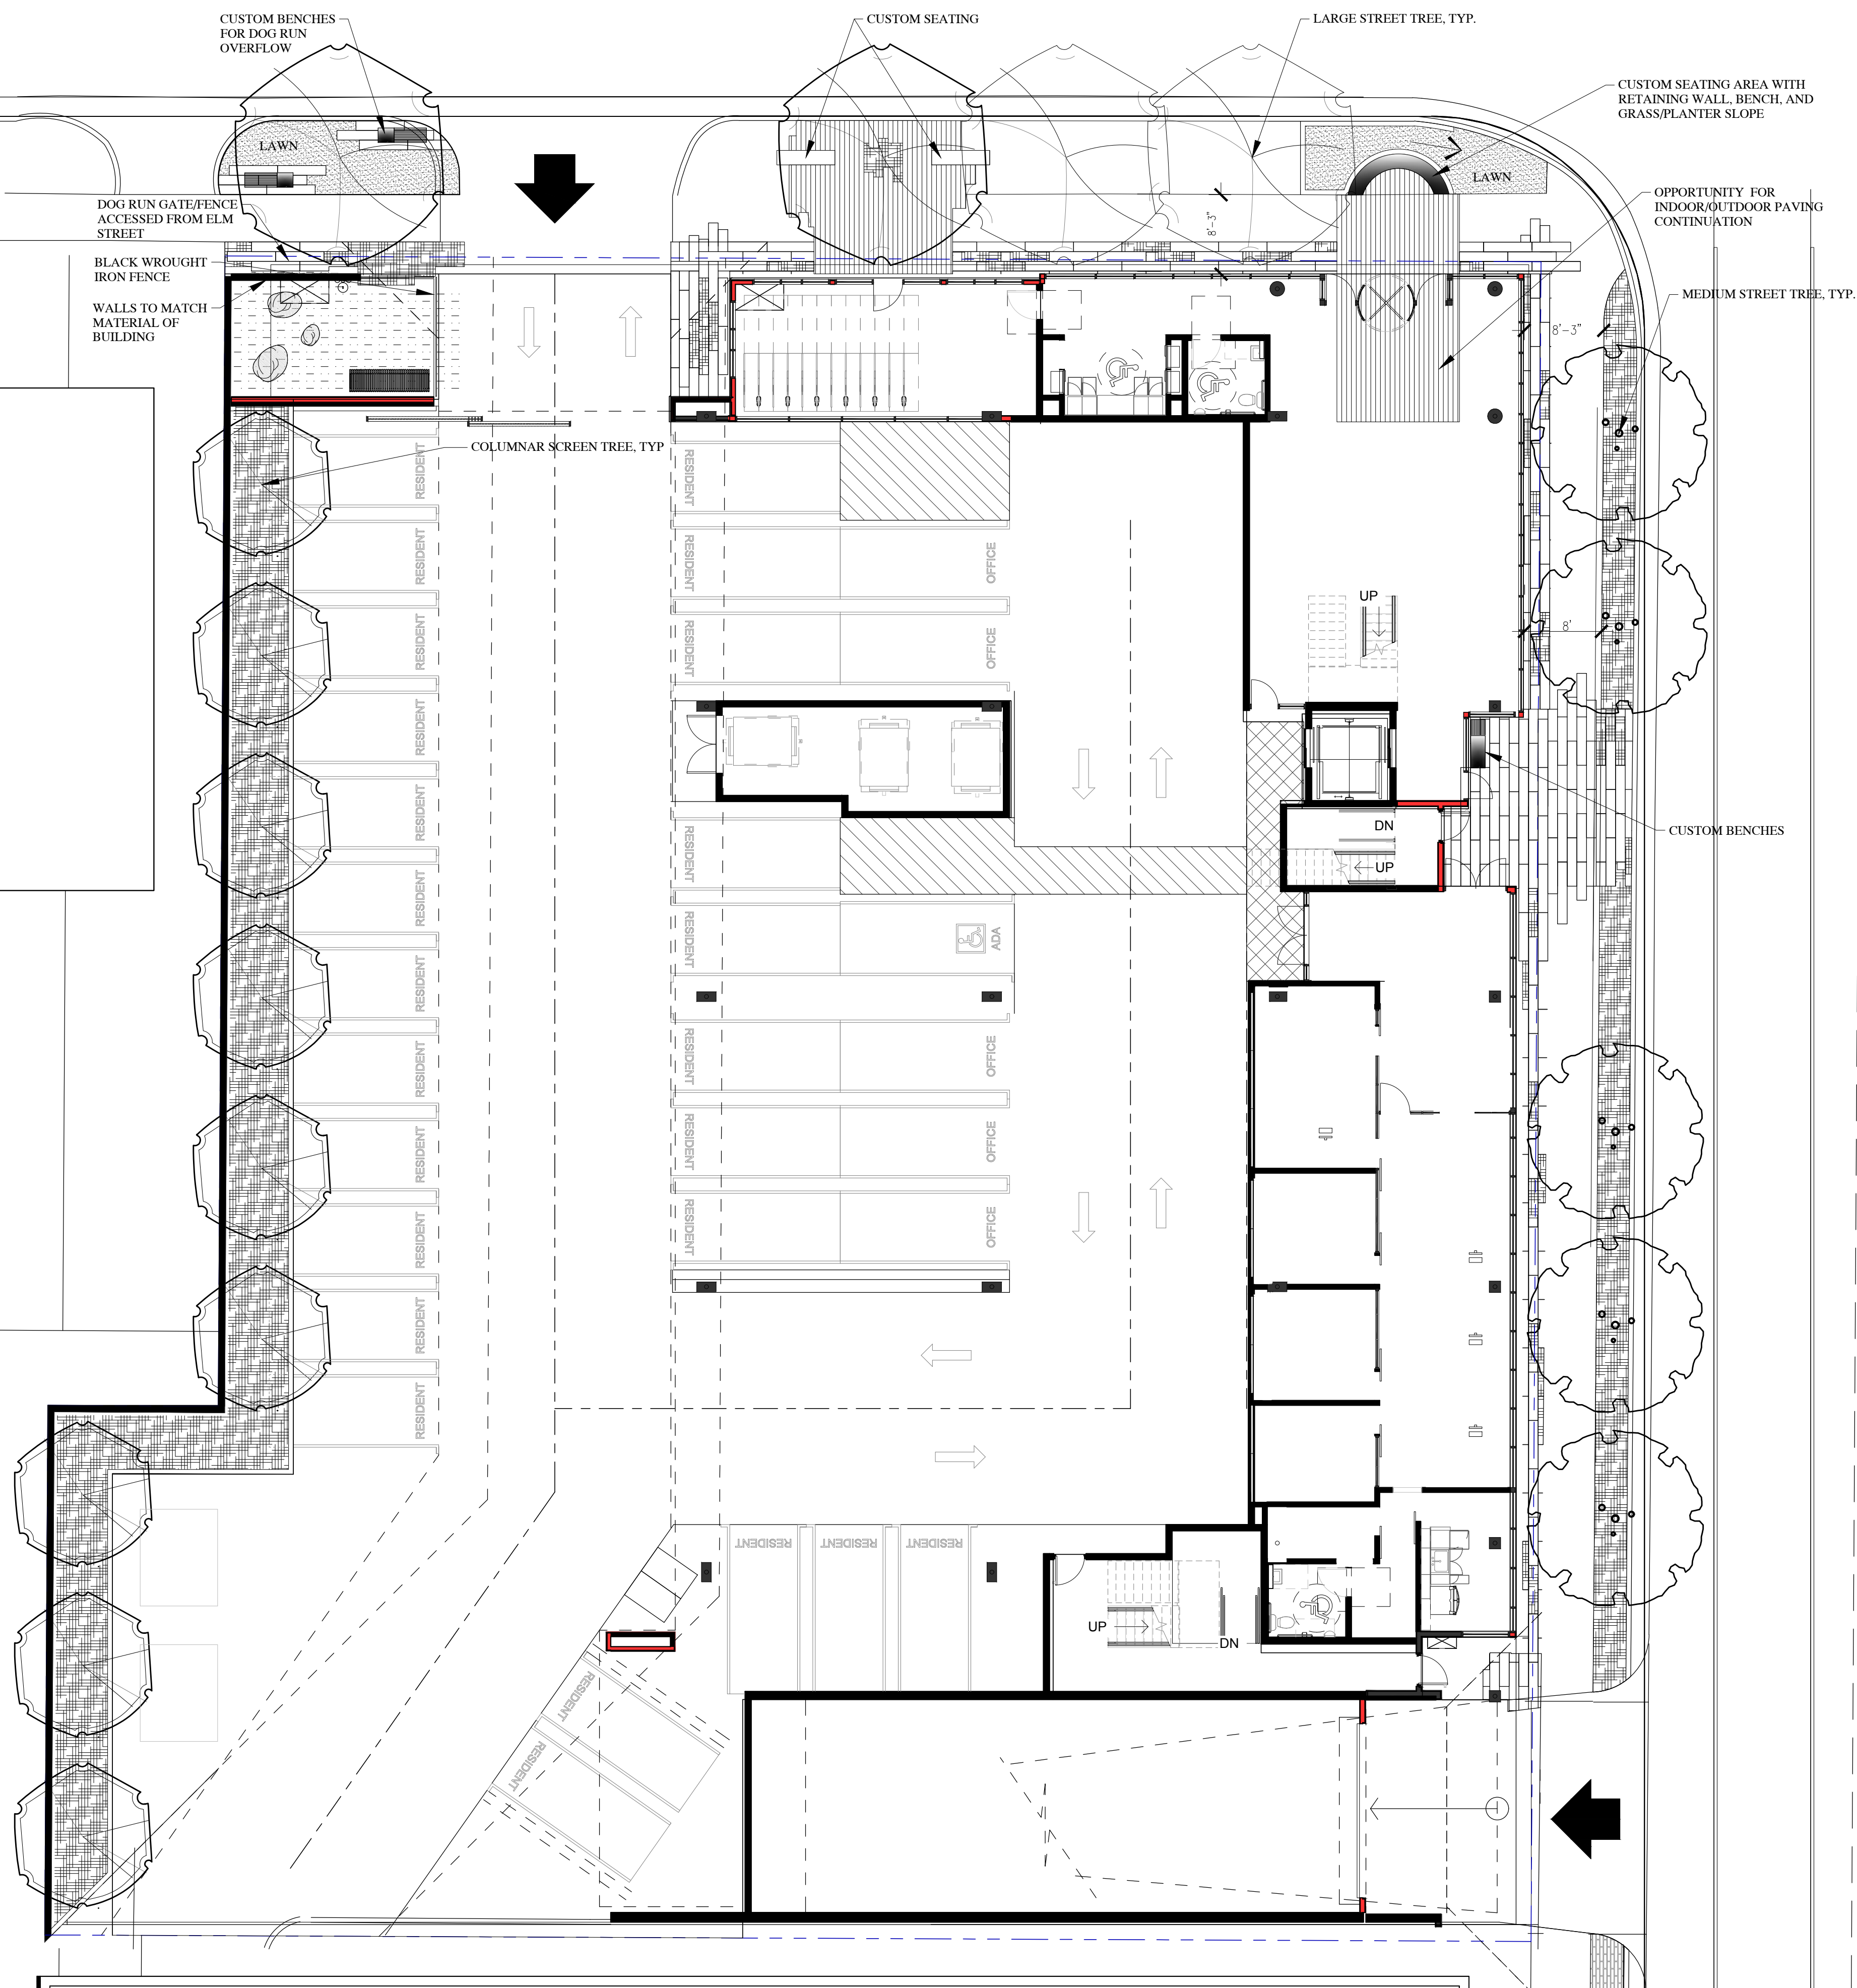 CUSTOM BENCHES
FOR DOG RUN
OVERFLOW
CUSTOM SEATING
LARGE STREET TREE, TYP.
CUSTOM SEATING AREA WITH
RETAINING WALL, BENCH, AND
GRASS/PLANTER SLOPE
LAWN
LAWN
DOG RUN GATE/FENCE
ACCESSED FROM ELM
STREET
OPPORTUNITY FOR
INDOOR/OUTDOOR PAVING
CONTINUATION
8'-3"
BLACK WROUGHT
IRON FENCE
WALLS TO MATCH
MATERIAL OF
BUILDING
MEDIUM STREET TREE, TYP.
8'-3"
COLUMNAR SCREEN TREE, TYP
RESIDENT
RESIDENT
RESIDENT
RESIDENT
OFFICE
RESIDENT
RESIDENT
OFFICE
UP
8'
RESIDENT
RESIDENT
RESIDENT
DN
CUSTOM BENCHES
UP
RESIDENT
RESIDENT
ADA
RESIDENT
RESIDENT
RESIDENT
OFFICE
RESIDENT
RESIDENT
OFFICE
RESIDENT
RESIDENT
OFFICE
RESIDENT
RESIDENT
RESIDENT
RESIDENT
RESIDENT
UP
DN
RESIDENT
RESIDENT